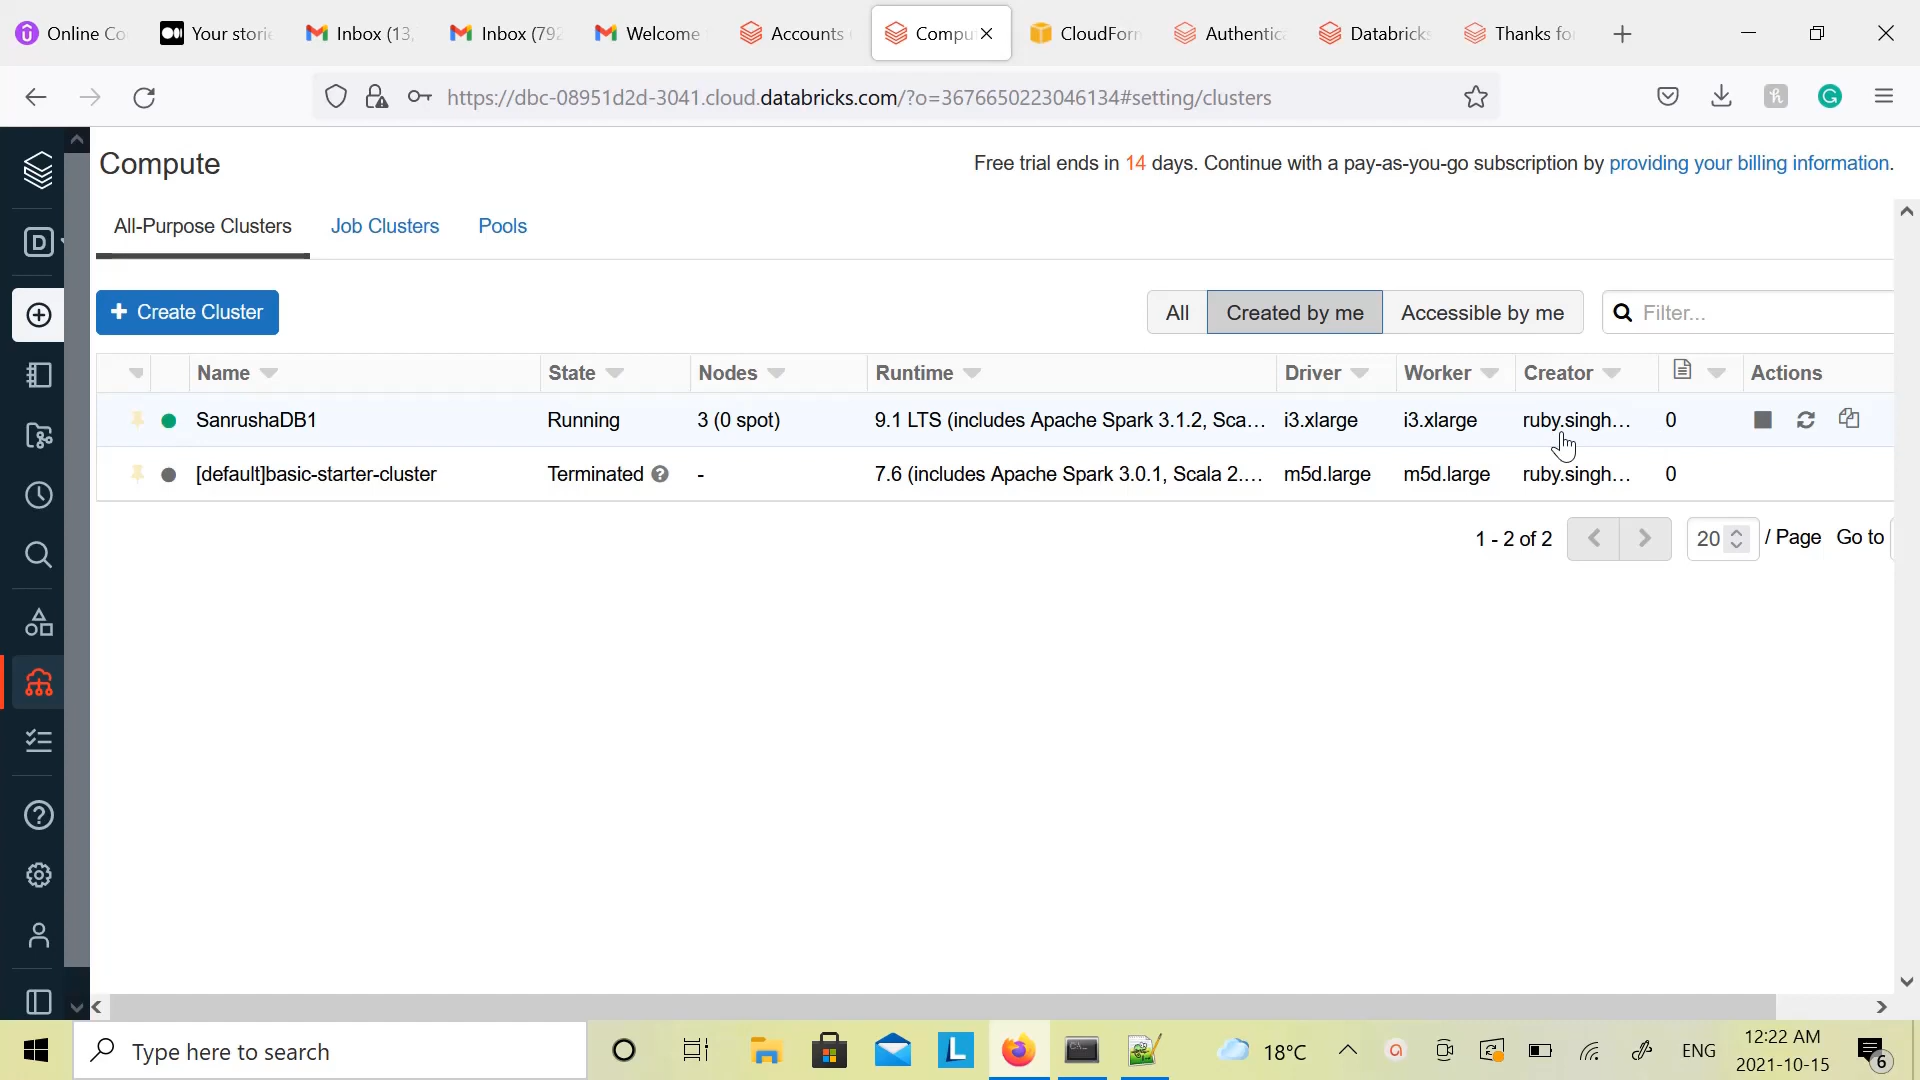 Online Co
Your storie
Inbox (13,
Inbox (792
Welcome
Accounts
Compu
CloudForm
Authentica
Databricks
Thanks for
https://dbc-08951d2d-3041.cloud.databricks.com/?o=3676650223046134#setting/clusters
Compute
Free trial ends in 14 days. Continue with a pay-as-you-go subscription by providing your billing information.
D
All-Purpose Clusters Job Clusters Pools
+ Create Cluster
All Created by me Accessible by me Filter...
Name State Nodes Runtime Driver Worker Creator Actions
SanrushaDB1 Running 3 (0 spot) 9.1 LTS (includes Apache Spark 3.1.2, Sca... i3.xlarge i3.xlarge ruby.singh... 0
[default]basic-starter-cluster Terminated - 7.6 (includes Apache Spark 3.0.1, Scala 2.... m5d.large m5d.large ruby.singh... 0
1 - 2 of 2 20 / Page Go to
Type here to search
L
18°C
ENG
12:22 AM
2021-10-15
6